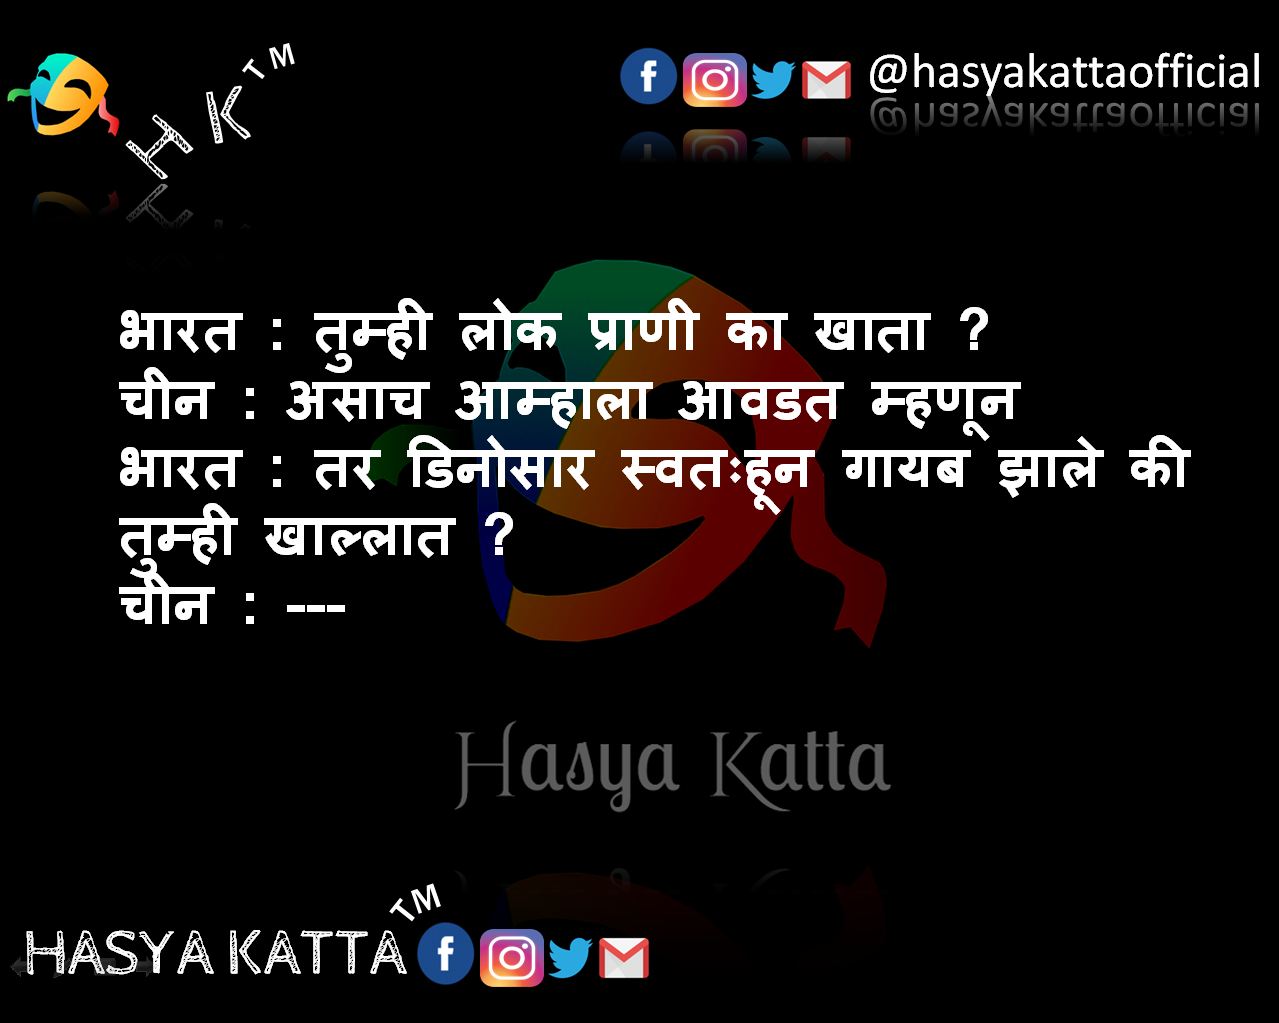 HK™
@hasyakattaofficial
भारत : तुम्ही लोक प्राणी का खाता ?
चीन : असाच आम्हाला आवडत म्हणून
भारत : तर डिनोसार स्वतःहून गायब झाले की
तुम्ही खाल्लात ?
चीन : ---
Hasya Katta
HASYA KATTA™